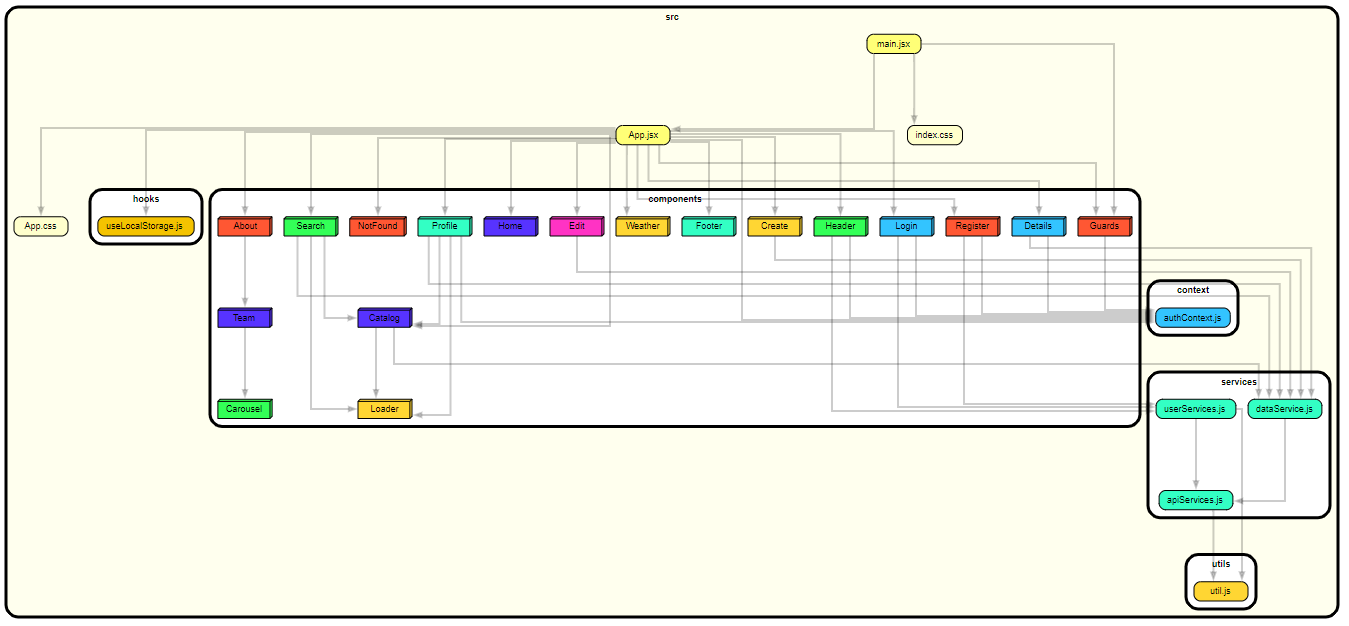 src
main.jsx
App.jsx
index.css
hooks
components
App.css
useLocalStorage.js
About
Search
NotFound
Profile
Home
Edit
Weather
Footer
Create
Header
Login
Register
Details
Guards
context
Team
Catalog
authContext.js
services
Carousel
Loader
userServices.js
dataService.js
apiServices.js
utils
util.js